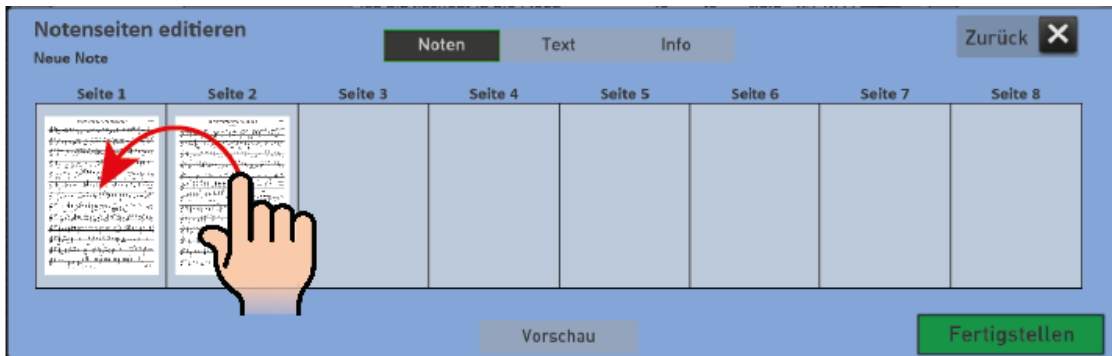 Notenseiten editieren
Neue Note
Noten Text Info
Zurück
Seite 1 Seite 2 Seite 3 Seite 4 Seite 5 Seite 6 Seite 7 Seite 8
Vorschau
Fertigstellen